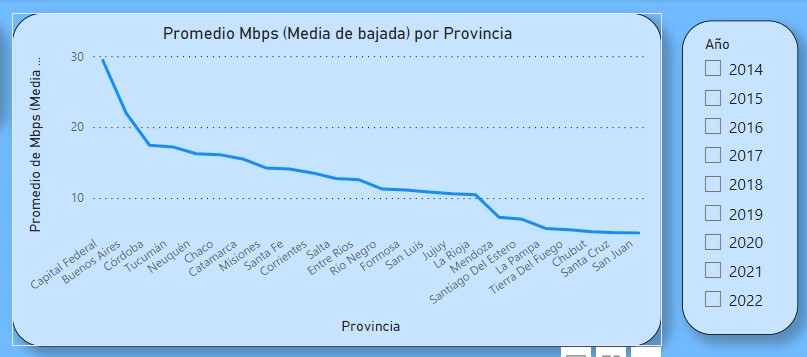 Promedio Mbps (Media de bajada) por Provincia
Promedio de Mbps (Media ...
30
20
10
Capital Federal
Buenos Aires
Córdoba
Tucumán
Neuquén
Chaco
Catamarca
Misiones
Santa Fe
Corrientes
Salta
Entre Rios
Río Negro
Formosa
San Luis
Jujuy
La Rioja
Mendoza
Santiago Del Estero
La Pampa
Tierra Del Fuego
Chubut
Santa Cruz
San Juan
Provincia
Año
2014
2015
2016
2017
2018
2019
2020
2021
2022